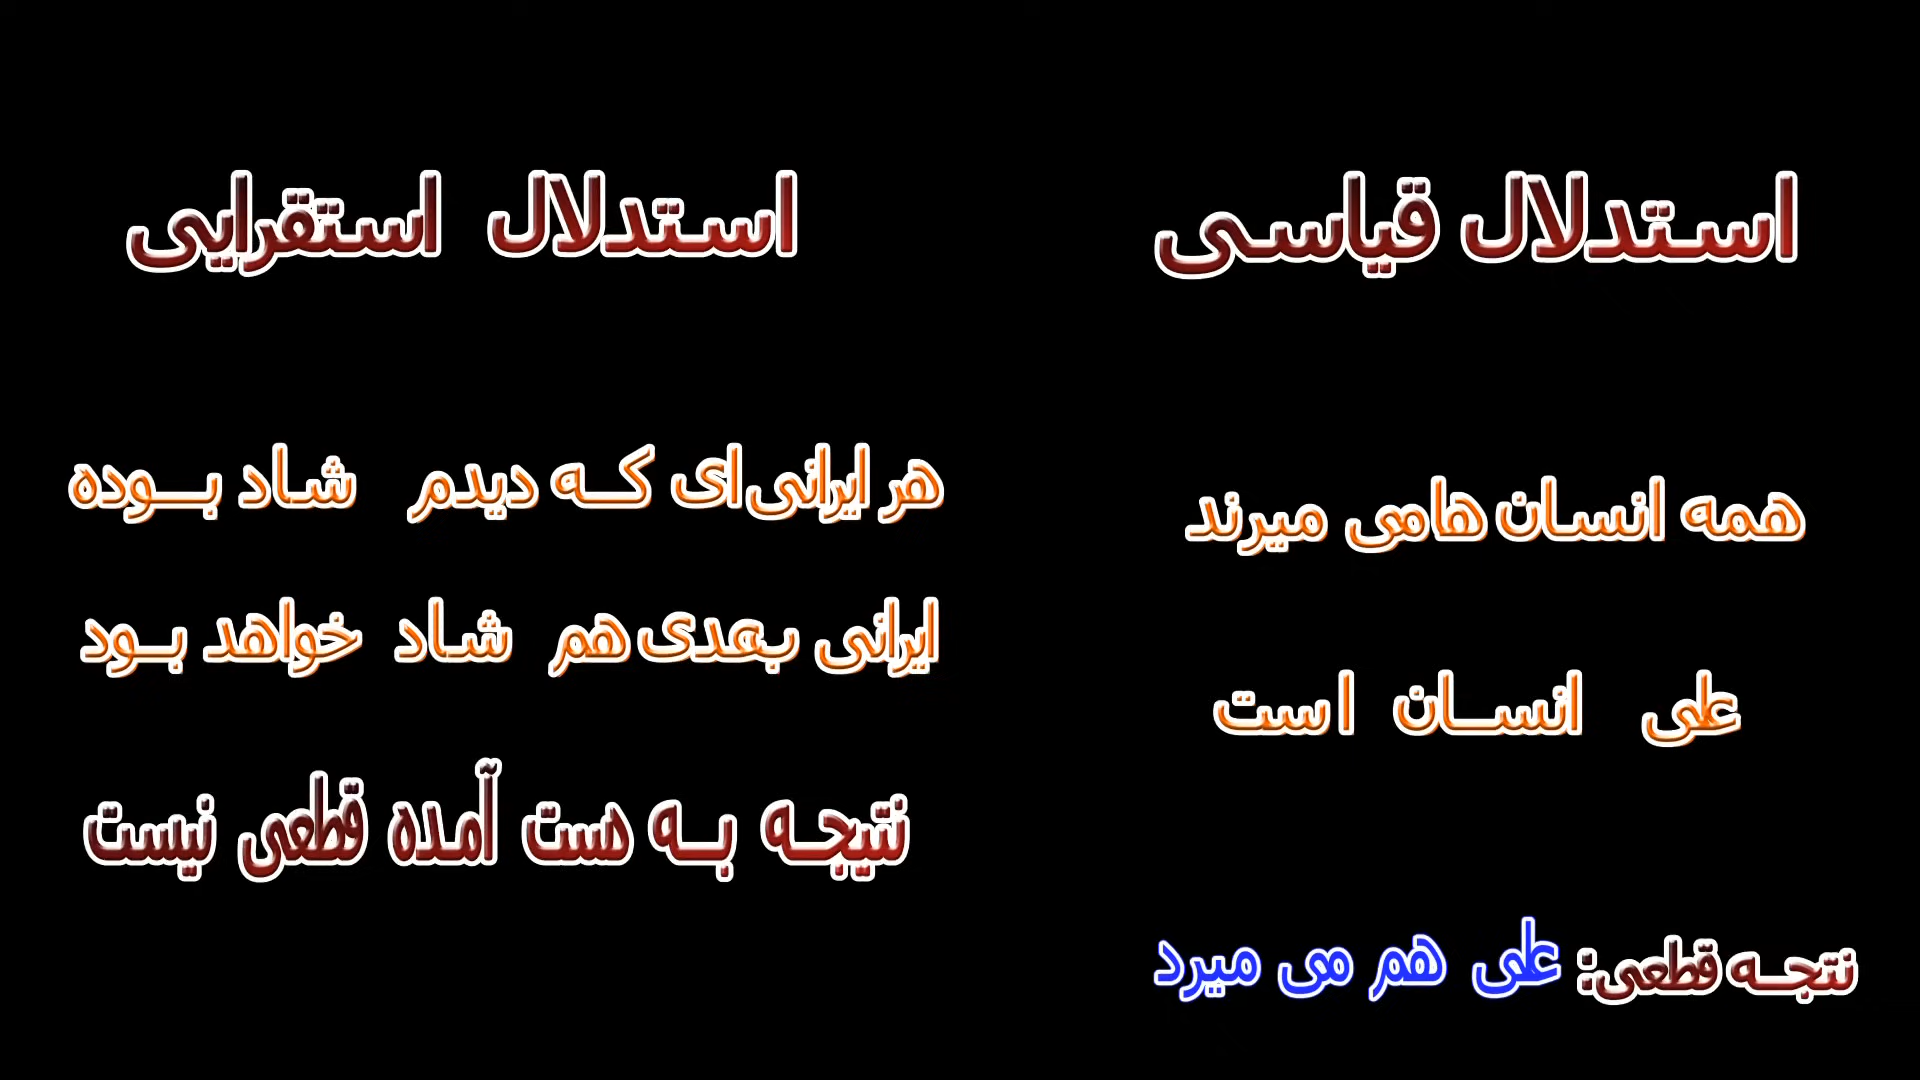 استدلال قیاسی
همه انسان‌ها می میرند
علی انسان است
نتجه قطعی: علی هم می میرد
استدلال استقرایی
هر ایرانی‌ای که دیدم شاد بوده
ایرانی بعدی هم شاد خواهد بود
نتیجه به هست آمده قطعی نیست